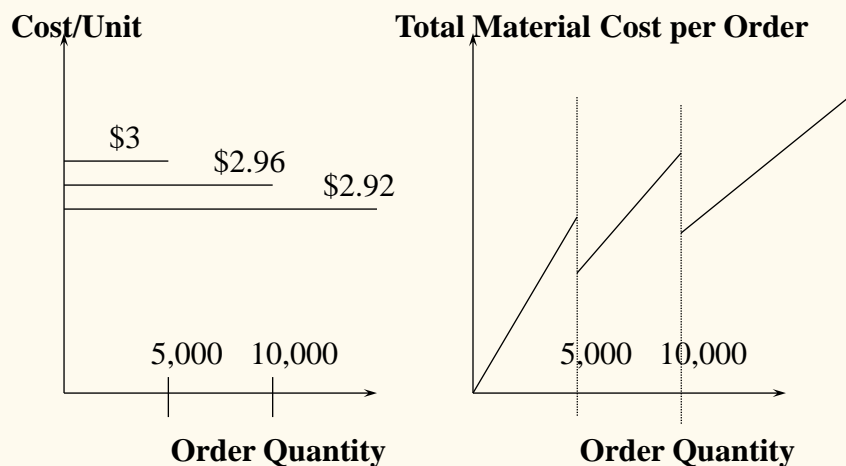 Cost/Unit
$3
$2.96
$2.92
5,000 10,000
Order Quantity
Total Material Cost per Order
5,000 10,000
Order Quantity